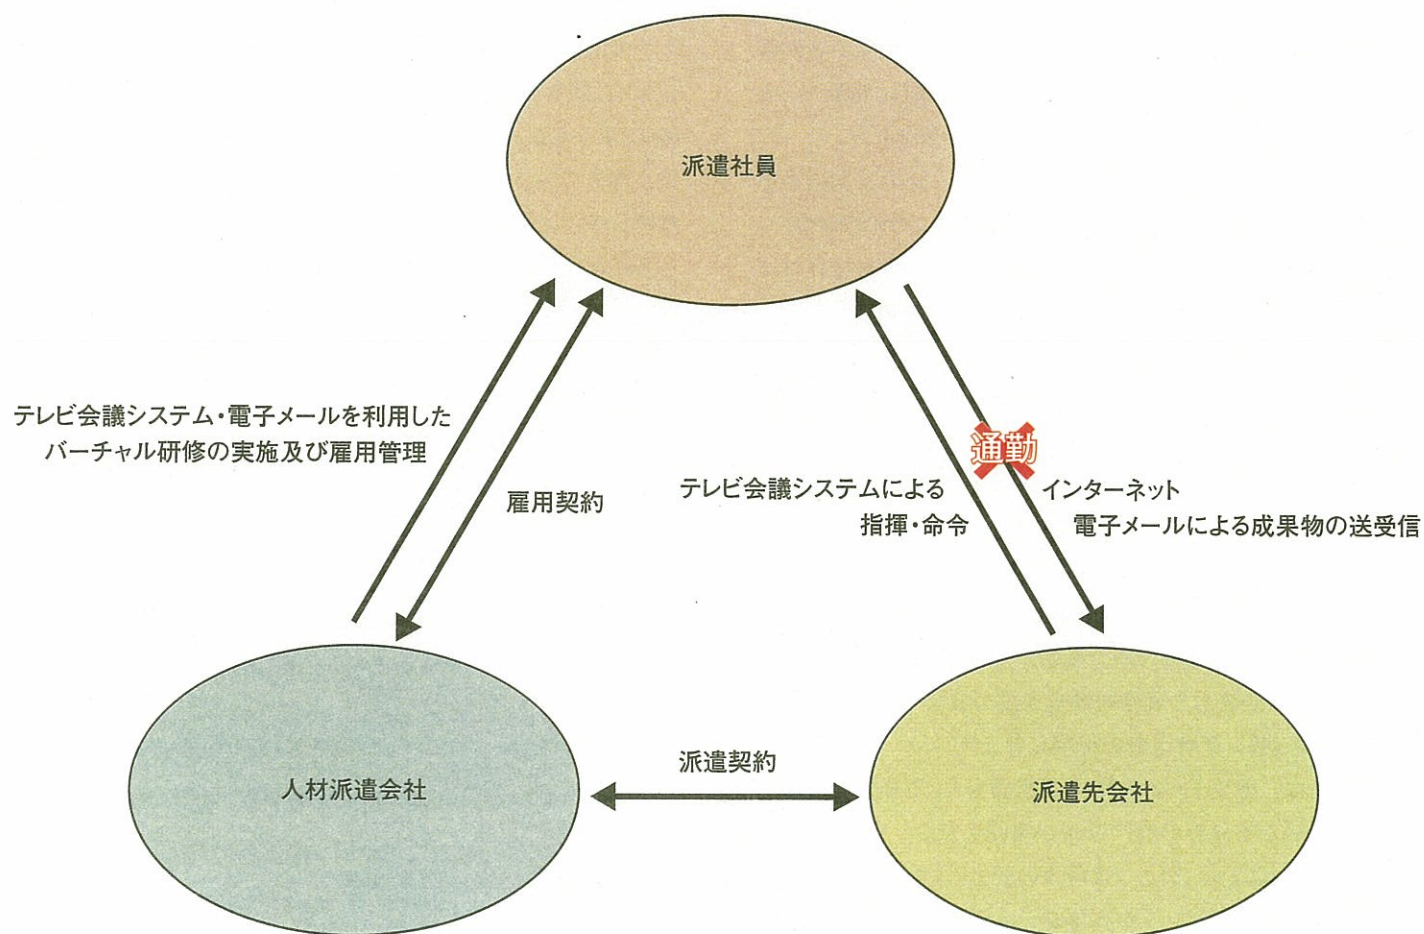 派遣社員
テレビ会議システム・電子メールを利用した
バーチャル研修の実施及び雇用管理
雇用契約
テレビ会議システムによる
指揮・命令
通勤
インターネット
電子メールによる成果物の送受信
人材派遣会社
派遣契約
派遣先会社